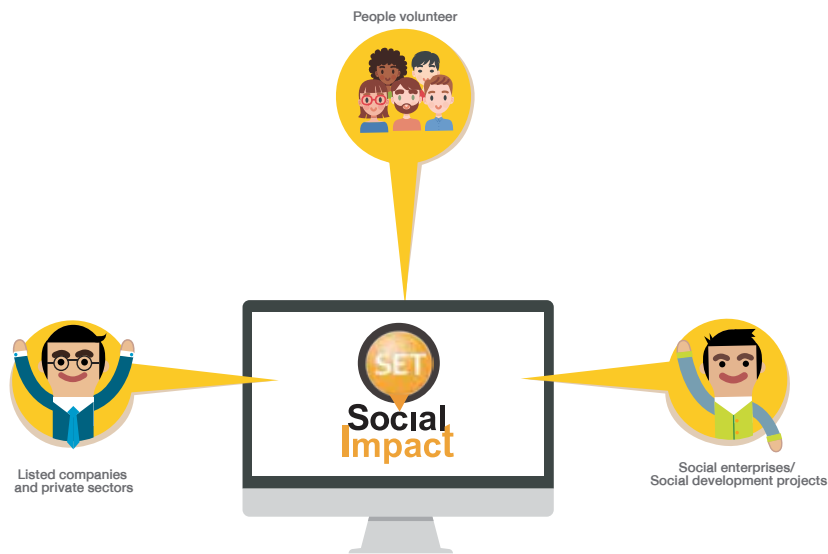 People volunteer
SET
Social
Impact
Listed companies
and private sectors
Social enterprises/
Social development projects